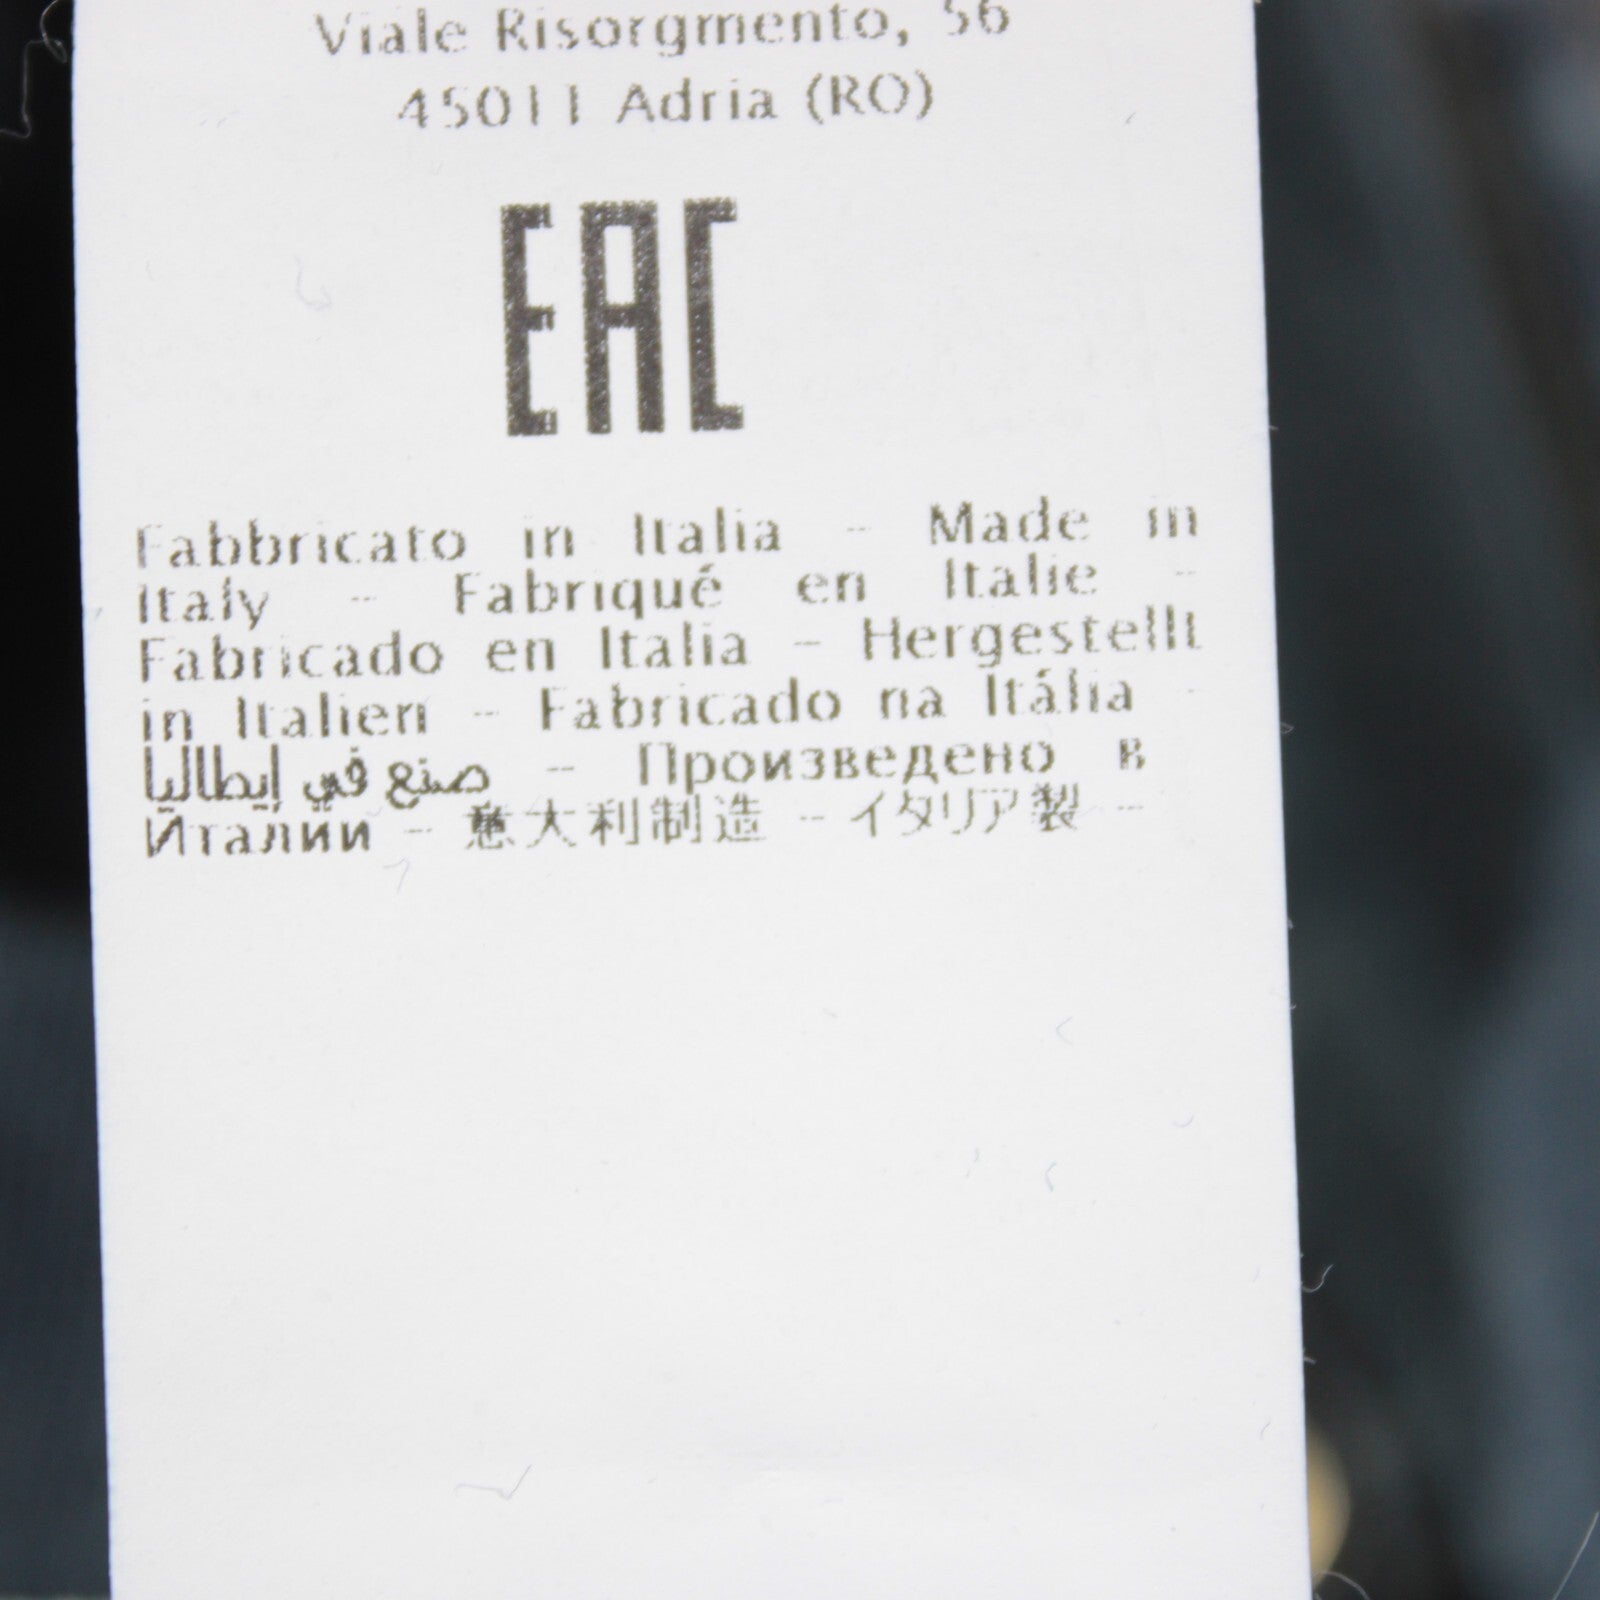 Viale Risorgmento, 56
45011 Adria (RO)
EAC
Fabbricato in Italia - Made in
Italy - Fabriqué en Italie -
Fabricado en Italia - Hergestellt
in Italien - Fabricado na Itália -
صنع في إيطاليا - Произведено в
Йталйи - 意大利制造 - イタリア製 -